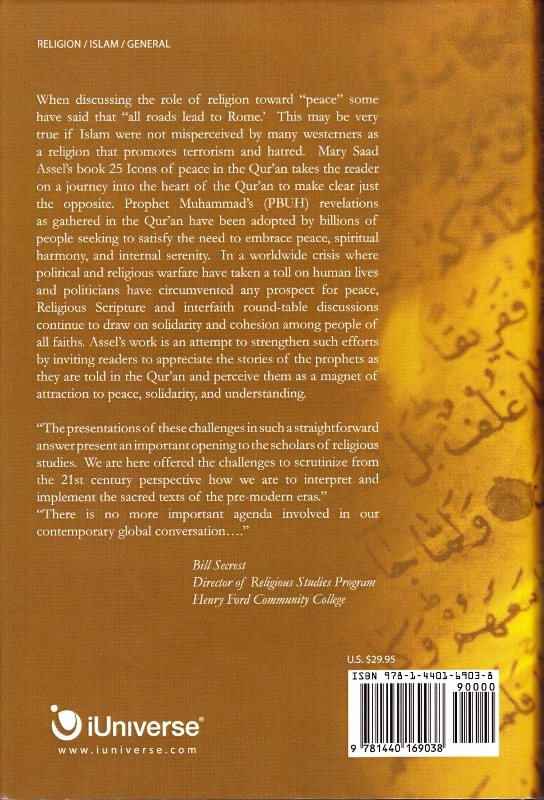 RELIGION / ISLAM / GENERAL
When discussing the role of religion toward “peace” some
have said that “all roads lead to Rome.’ This may be very
true if Islam were not misperceived by many westerners as
a religion that promotes terrorism and hatred. Mary Saad
Assel’s book 25 Icons of peace in the Qur’an takes the reader
on a journey into the heart of the Qur’an to make clear just
the opposite. Prophet Muhammad’s (PBUH) revelations
as gathered in the Qur’an have been adopted by billions of
people seeking to satisfy the need to embrace peace, spiritual
harmony, and internal serenity. In a worldwide crisis where
political and religious warfare have taken a toll on human lives
and politicians have circumvented any prospect for peace,
Religious Scripture and interfaith round-table discussions
continue to draw on solidarity and cohesion among people of
all faiths. Assel’s work is an attempt to strengthen such efforts
by inviting readers to appreciate the stories of the prophets as
they are told in the Qur’an and perceive them as a magnet of
attraction to peace, solidarity, and understanding.
“The presentations of these challenges in such a straightforward
answer present an important opening to the scholars of religious
studies. We are here offered the challenges to scrutinize from
the 21st century perspective how we are to interpret and
implement the sacred texts of the pre-modern eras.”
“There is no more important agenda involved in our
contemporary global conversation….”
Bill Secrest
Director of Religious Studies Program
Henry Ford Community College
iUniverse®
www.iuniverse.com
U.S. $29.95
ISBN 978-1-4401-6903-8
90000
9 781440 169038
ففريقا
غلف بل
ولما جا
معهم